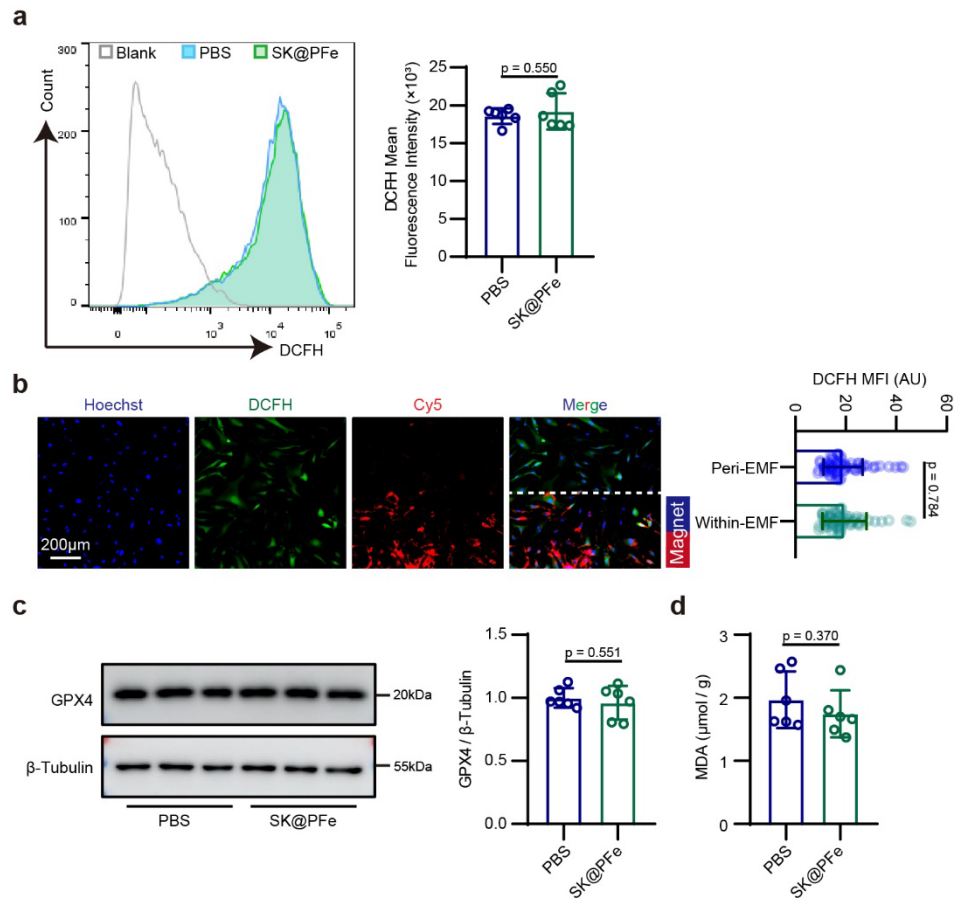 a
Blank PBS SK@PFe
Count
300
200
100
0
0 10³ 10⁴ 10⁵
DCFH
p = 0.550
DCFH Mean
Fluorescence Intensity (×10³)
25
20
15
10
5
0
PBS
SK@PFe
b
Hoechst DCFH Cy5 Merge
200μm
Magnet
DCFH MFI (AU)
0 20 40 60
Peri-EMF
Within-EMF
p = 0.784
c
GPX4
20kDa
β-Tubulin
55kDa
PBS SK@PFe
p = 0.551
GPX4 / β-Tubulin
1.5
1.0
0.5
0.0
PBS
SK@PFe
d
p = 0.370
MDA (μmol / g)
3
2
1
0
PBS
SK@PFe